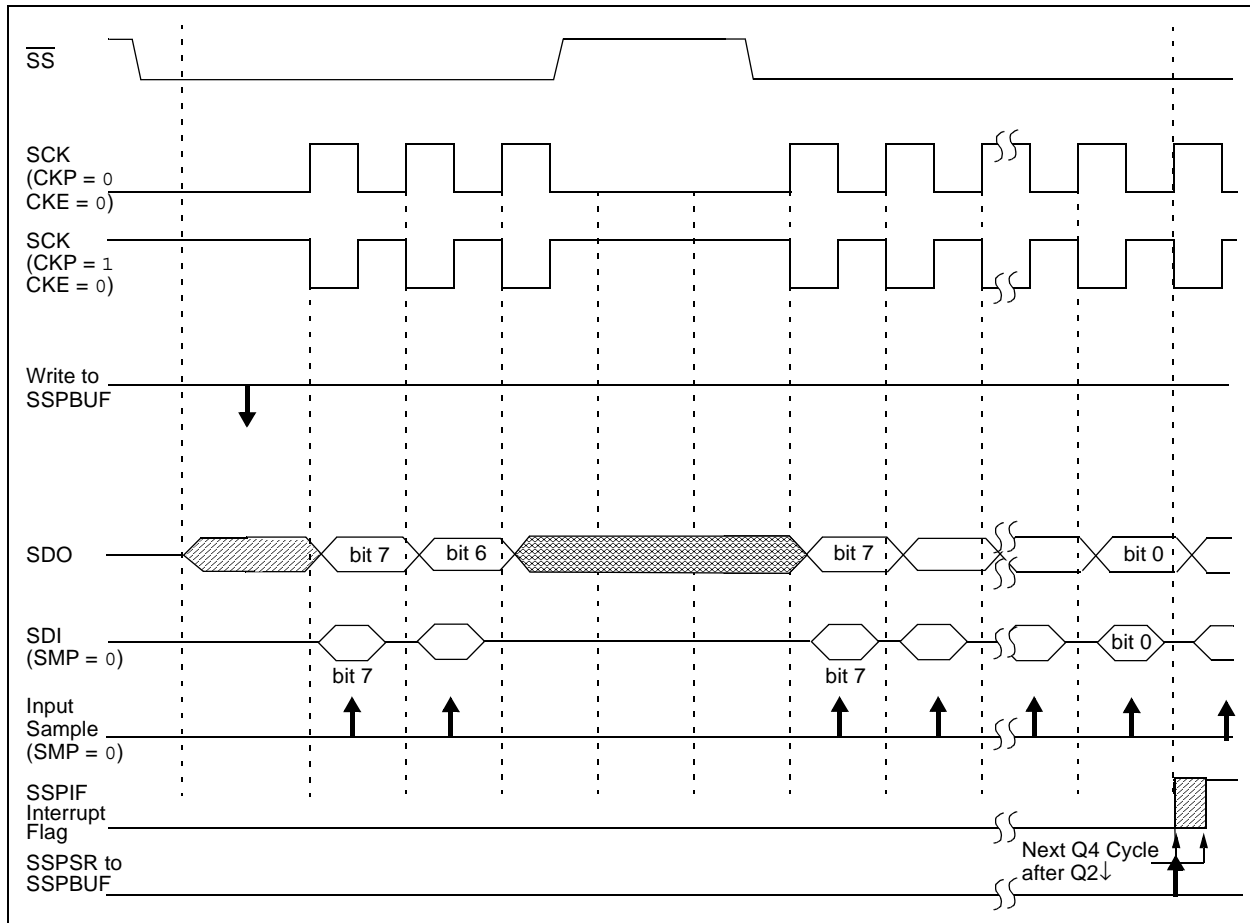 SS
SCK
(CKP = 0
CKE = 0)
SCK
(CKP = 1
CKE = 0)
Write to
SSPBUF
SDO
bit 7
bit 6
bit 7
bit 0
SDI
(SMP = 0)
bit 0
bit 7
bit 7
Input
Sample
(SMP = 0)
SSPIF
Interrupt
Flag
SSPSR to
SSPBUF
Next Q4 Cycle
after Q2↓